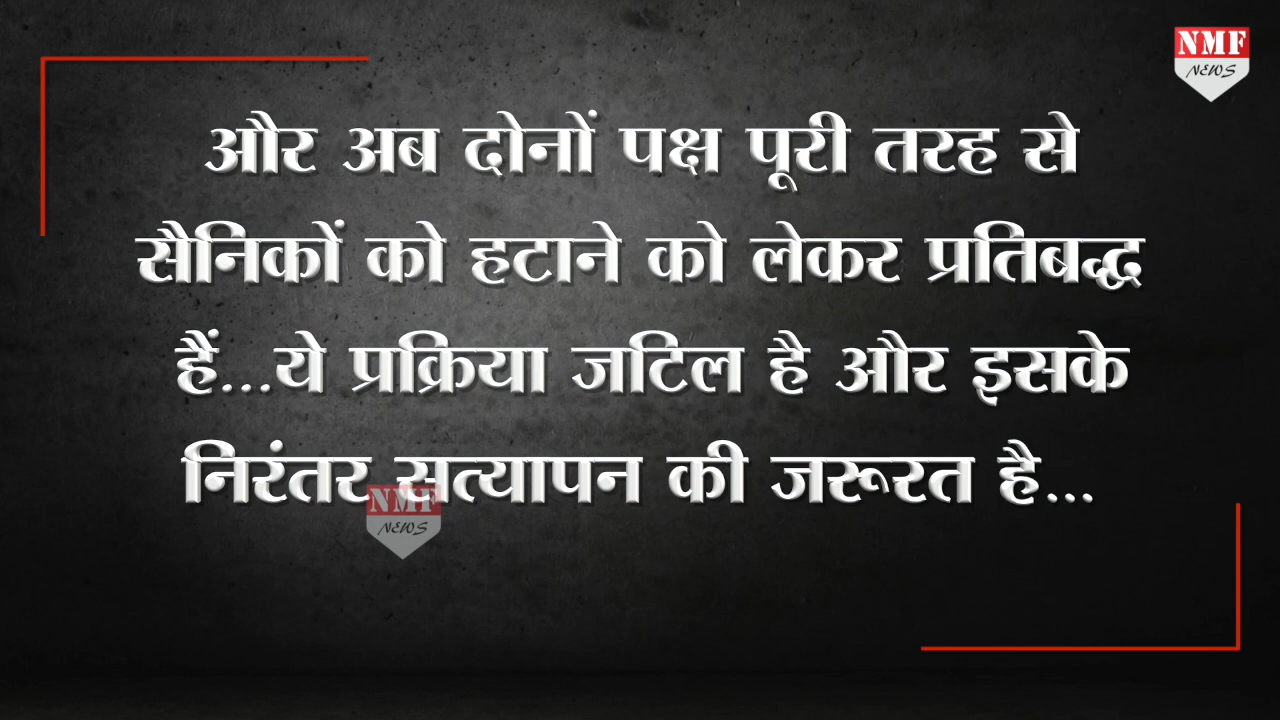 NMF
NEWS
और अब दोनों पक्ष पूरी तरह से
सैनिकों को हटाने को लेकर प्रतिबद्ध
हैं...ये प्रक्रिया जटिल है और इसके
निरंतर सत्यापन की जरूरत है...
NMF
NEWS